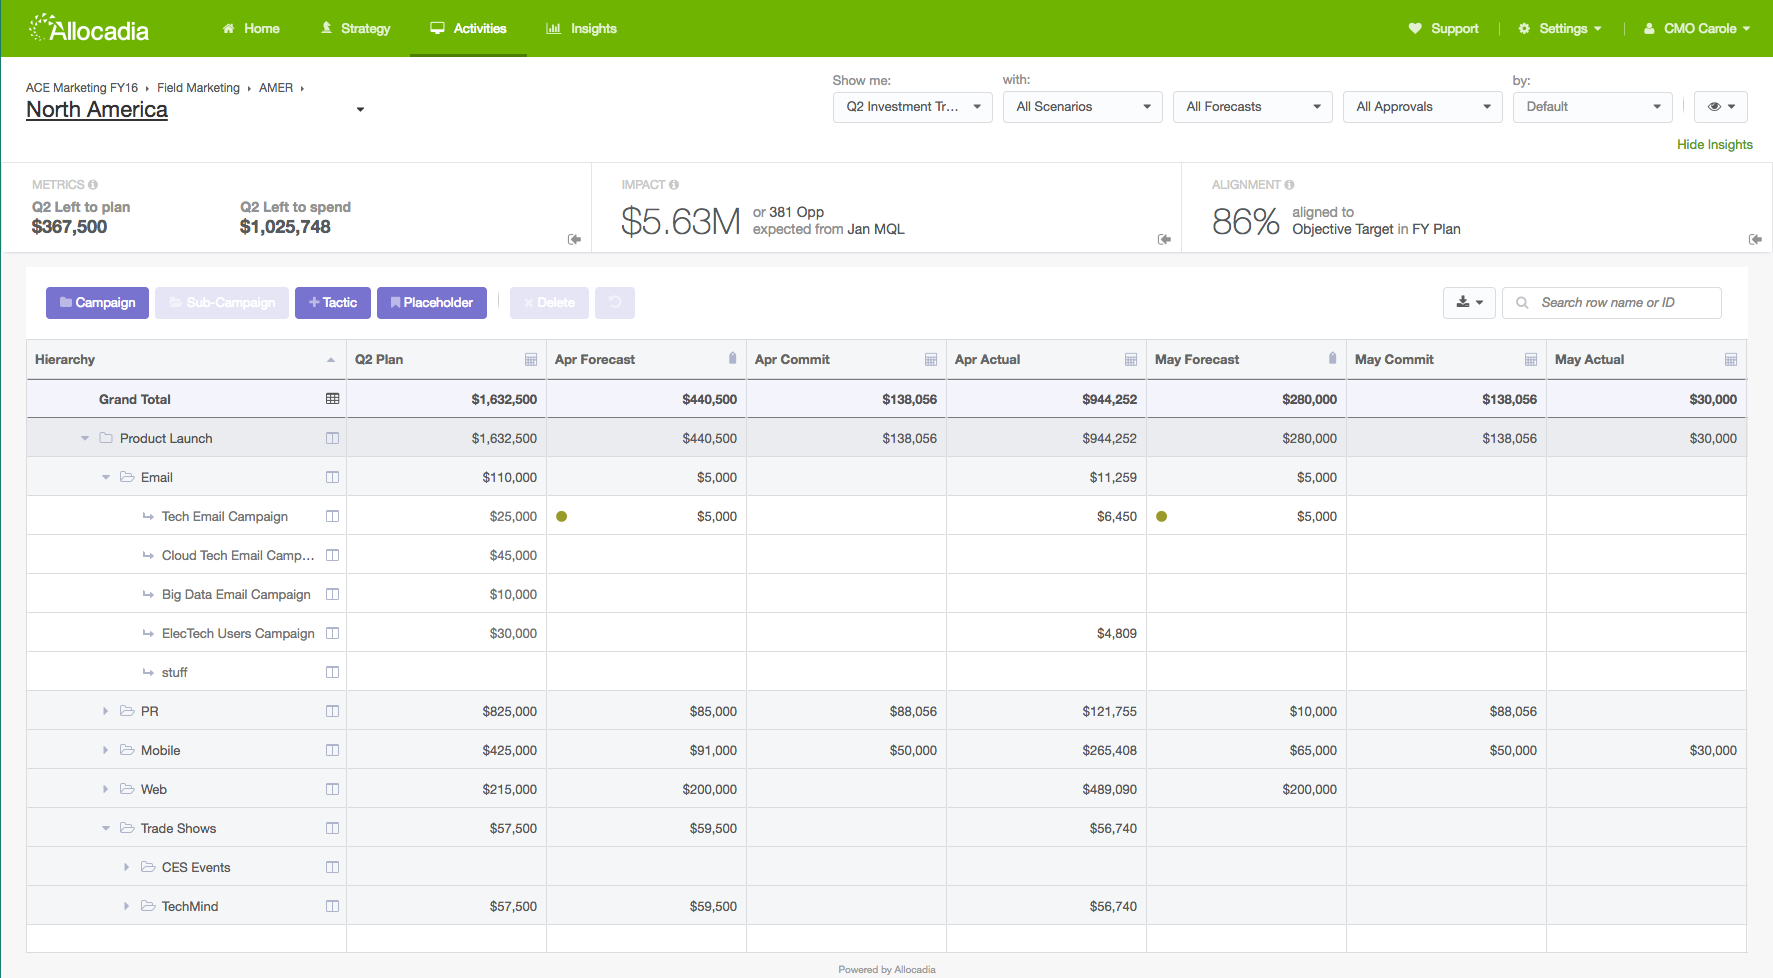 Allocadia
Home
Strategy
Activities
Insights
Support
Settings
CMO Carole
ACE Marketing FY16 Field Marketing AMER
North America
Show me:
with:
by:
Q2 Investment Tr...
All Scenarios
All Forecasts
All Approvals
Default
Hide Insights
METRICS
Q2 Left to plan
$367,500
Q2 Left to spend
$1,025,748
IMPACT
$5.63M
or 381 Opp
expected from Jan MQL
ALIGNMENT
86%
aligned to
Objective Target in FY Plan
Campaign
Sub-Campaign
Tactic
Placeholder
Delete
Search row name or ID
Hierarchy Q2 Plan Apr Forecast Apr Commit Apr Actual May Forecast May Commit May Actual
Grand Total $1,632,500 $440,500 $138,056 $944,252 $280,000 $138,056 $30,000
Product Launch $1,632,500 $440,500 $138,056 $944,252 $280,000 $138,056 $30,000
Email $110,000 $5,000 $11,259 $5,000
Tech Email Campaign $25,000 $5,000 $6,450 $5,000
Cloud Tech Email Camp... $45,000
Big Data Email Campaign $10,000
ElecTech Users Campaign $30,000 $4,809
stuff
PR $825,000 $85,000 $88,056 $121,755 $10,000 $88,056
Mobile $425,000 $91,000 $50,000 $265,408 $65,000 $50,000 $30,000
Web $215,000 $200,000 $489,090 $200,000
Trade Shows $57,500 $59,500 $56,740
CES Events
TechMind $57,500 $59,500 $56,740
Powered by Allocadia